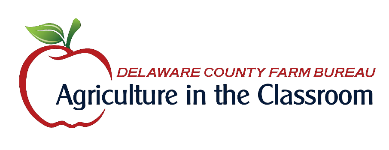 DELAWARE COUNTY FARM BUREAU
Agriculture in the Classroom